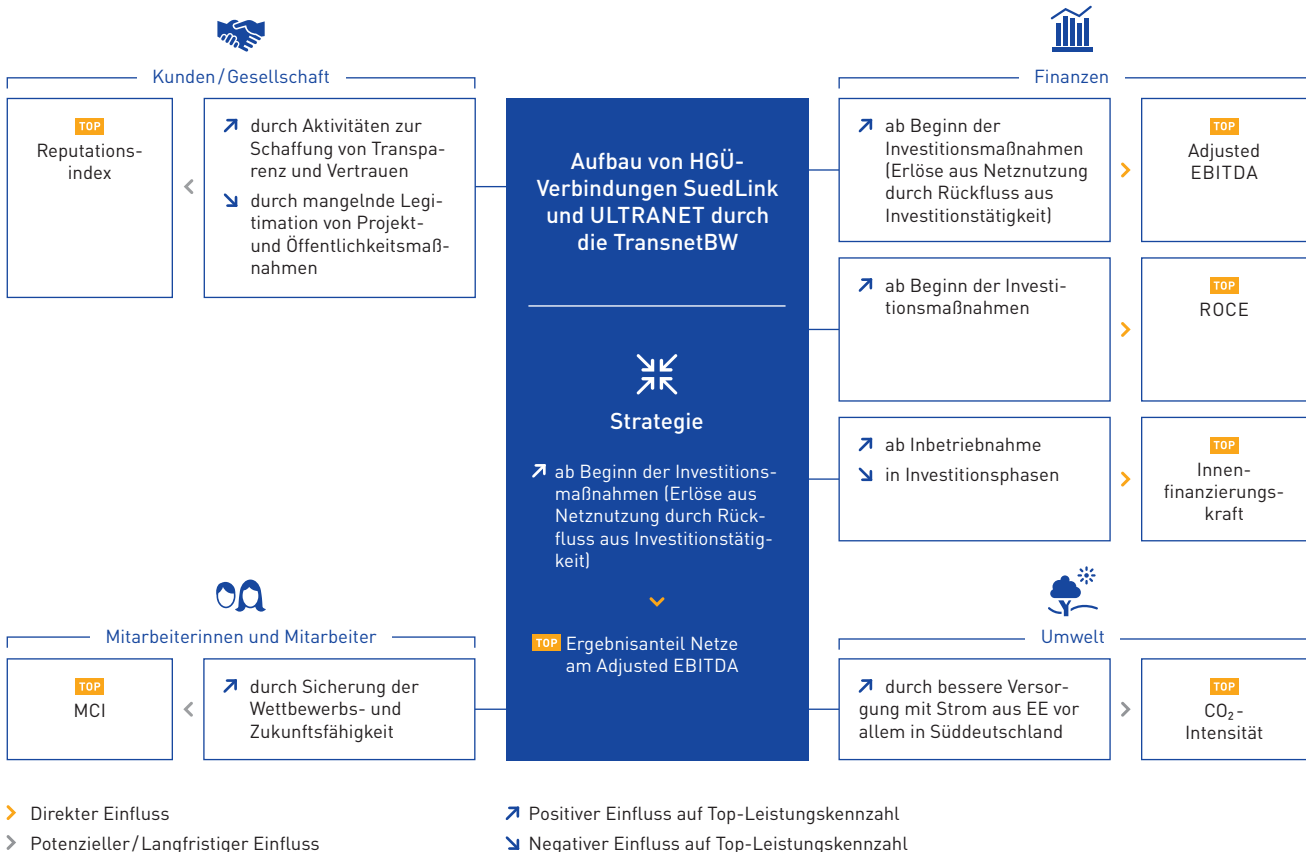 Kunden/Gesellschaft
TOP
Reputations-
index
durch Aktivitäten zur
Schaffung von Transpa-
renz und Vertrauen
durch mangelnde Legi-
timation von Projekt-
und Öffentlichkeitsmaß-
nahmen
Aufbau von HGÜ-
Verbindungen SuedLink
und ULTRANET durch
die TransnetBW
Strategie
ab Beginn der Investitions-
maßnahmen (Erlöse aus
Netznutzung durch Rück-
fluss aus Investitionstätig-
keit)
TOP Ergebnisanteil Netze
am Adjusted EBITDA
Finanzen
ab Beginn der
Investitionsmaßnahmen
(Erlöse aus Netznutzung
durch Rückfluss aus
Investitionstätigkeit)
TOP
Adjusted
EBITDA
ab Beginn der Investi-
tionsmaßnahmen
TOP
ROCE
ab Inbetriebnahme
in Investitionsphasen
TOP
Innen-
finanzierungs-
kraft
Mitarbeiterinnen und Mitarbeiter
TOP
MCI
durch Sicherung der
Wettbewerbs- und
Zukunftsfähigkeit
Umwelt
durch bessere Versor-
gung mit Strom aus EE vor
allem in Süddeutschland
TOP
CO₂-
Intensität
Direkter Einfluss
Potenzieller/Langfristiger Einfluss
Positiver Einfluss auf Top-Leistungskennzahl
Negativer Einfluss auf Top-Leistungskennzahl